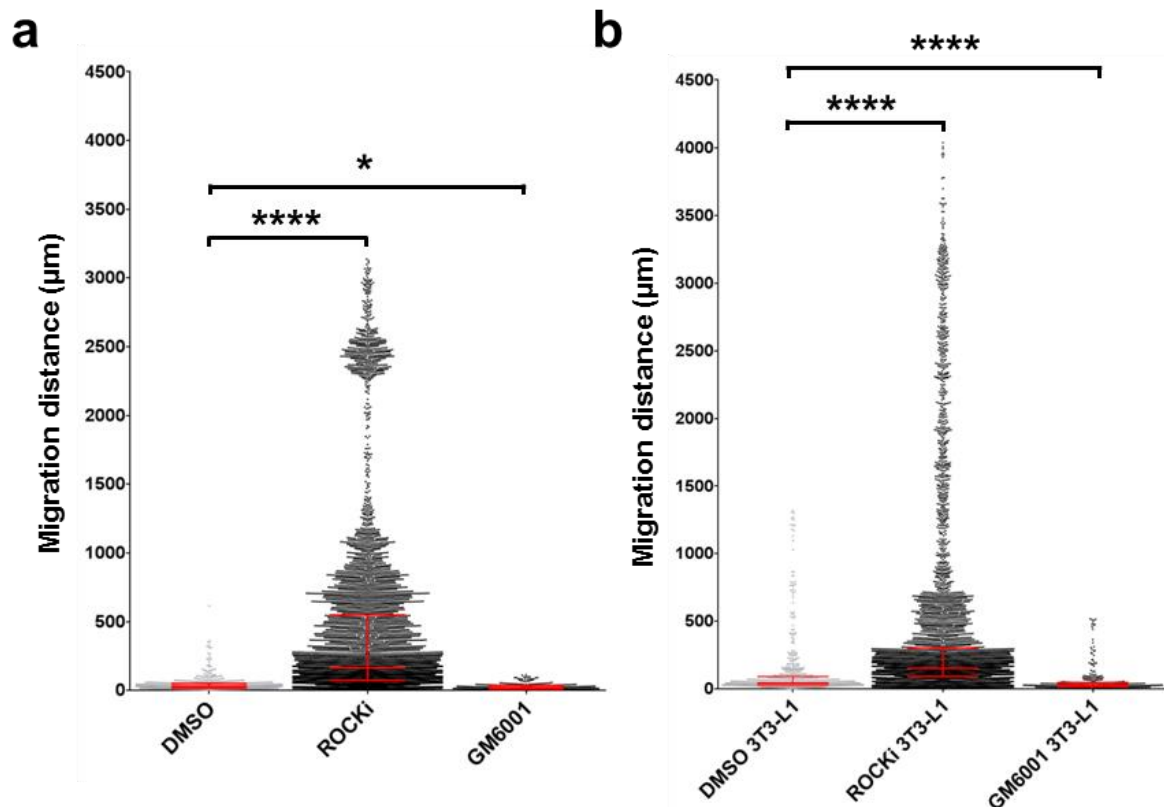 a
Migration distance (µm)
4500
4000
3500
3000
2500
2000
1500
1000
500
0
*
****
DMSO
ROCKi
GM6001
b
Migration distance (µm)
4500
4000
3500
3000
2500
2000
1500
1000
500
0
****
****
DMSO 3T3-L1
ROCKi 3T3-L1
GM6001 3T3-L1